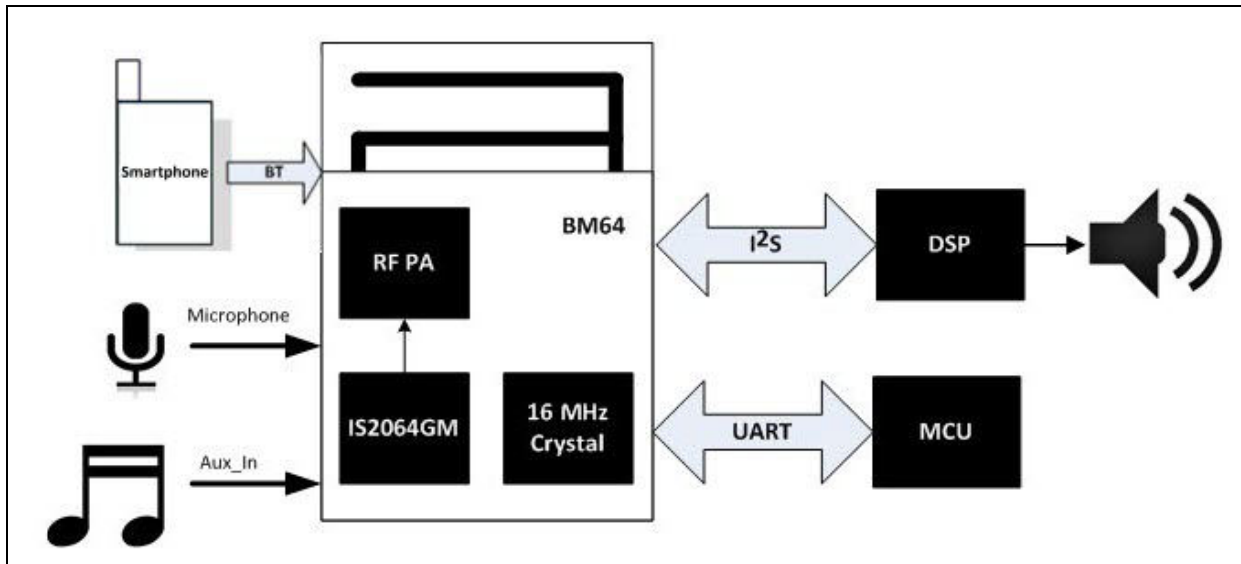 Smartphone
BT
Microphone
Aux_In
BM64
RF PA
IS2064GM
16 MHz
Crystal
I²S
DSP
UART
MCU